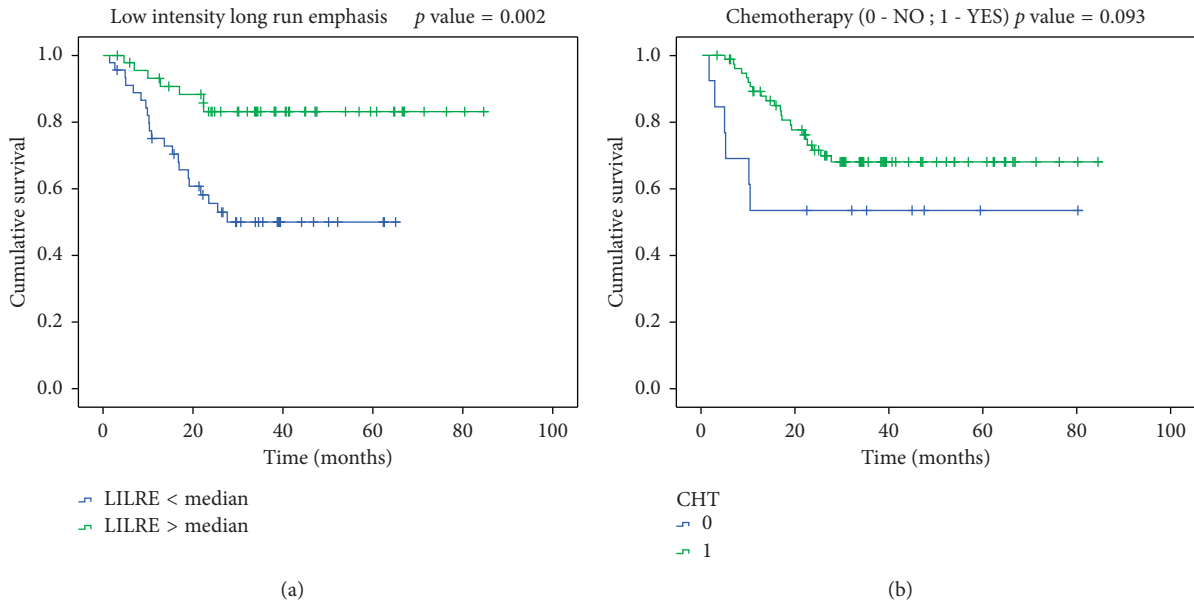 Low intensity long run emphasis p value = 0.002
Cumulative survival
1.0
0.8
0.6
0.4
0.2
0.0
0 20 40 60 80 100
Time (months)
LILRE < median
LILRE > median
(a)
Chemotherapy (0 - NO ; 1 - YES) p value = 0.093
Cumulative survival
1.0
0.8
0.6
0.4
0.2
0.0
0 20 40 60 80 100
Time (months)
CHT
0
1
(b)